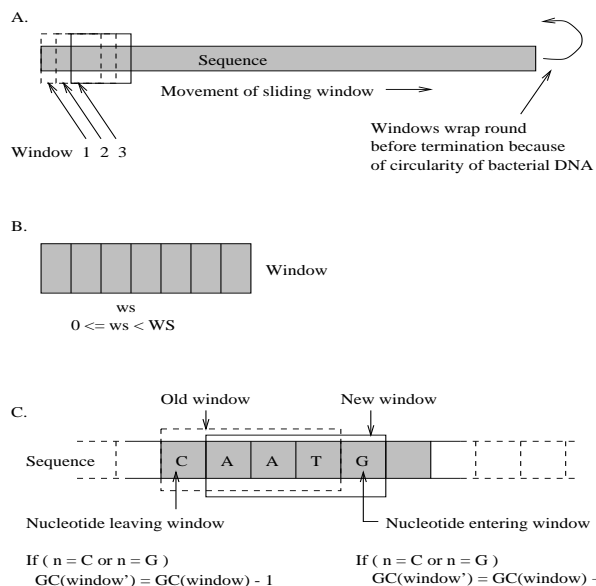 A.
Sequence
Movement of sliding window
Window 1 2 3
Windows wrap round
before termination because
of circularity of bacterial DNA
B.
Window
ws
0 <= ws < WS
C.
Old window
New window
Sequence
C A A T G
Nucleotide leaving window
Nucleotide entering window
If ( n = C or n = G )
GC(window') = GC(window) - 1
If ( n = C or n = G )
GC(window') = GC(window)